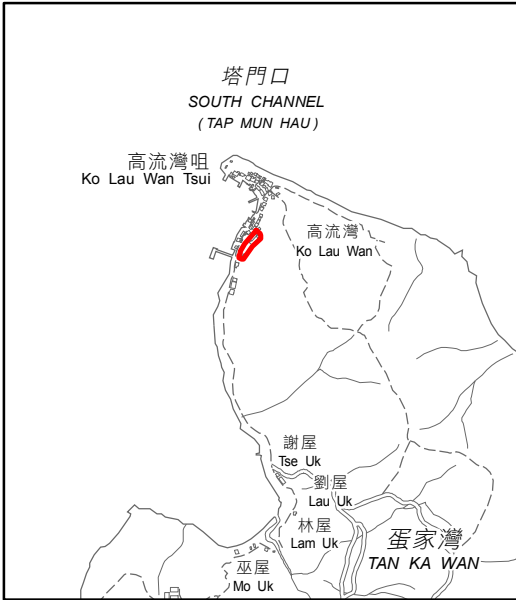 塔門口
SOUTH CHANNEL
(TAP MUN HAU)
高流灣咀
Ko Lau Wan Tsui
高流灣
Ko Lau Wan
謝屋
Tse Uk
劉屋
Lau Uk
林屋
Lam Uk
蛋家灣
TAN KA WAN
巫屋
Mo Uk